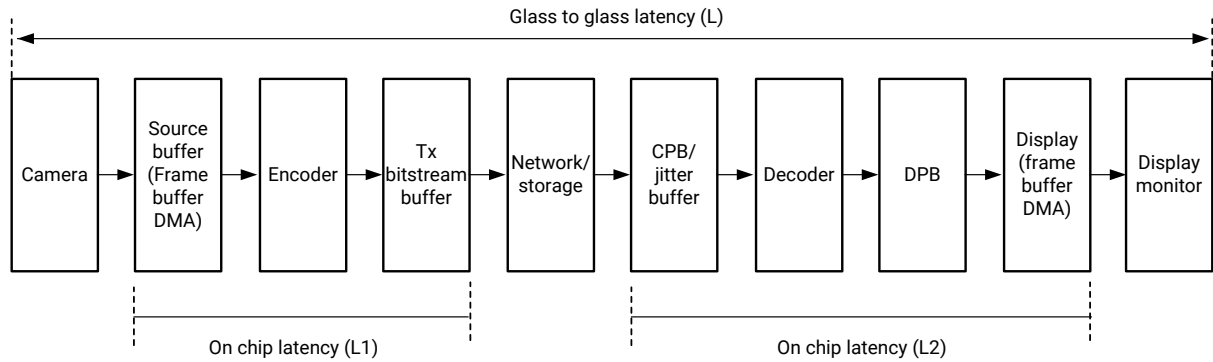 Glass to glass latency (L)
Camera
Source
buffer
(Frame
buffer
DMA)
Encoder
Tx
bitstream
buffer
Network/
storage
CPB/
jitter
buffer
Decoder
DPB
Display
(frame
buffer
DMA)
Display
monitor
On chip latency (L1)
On chip latency (L2)